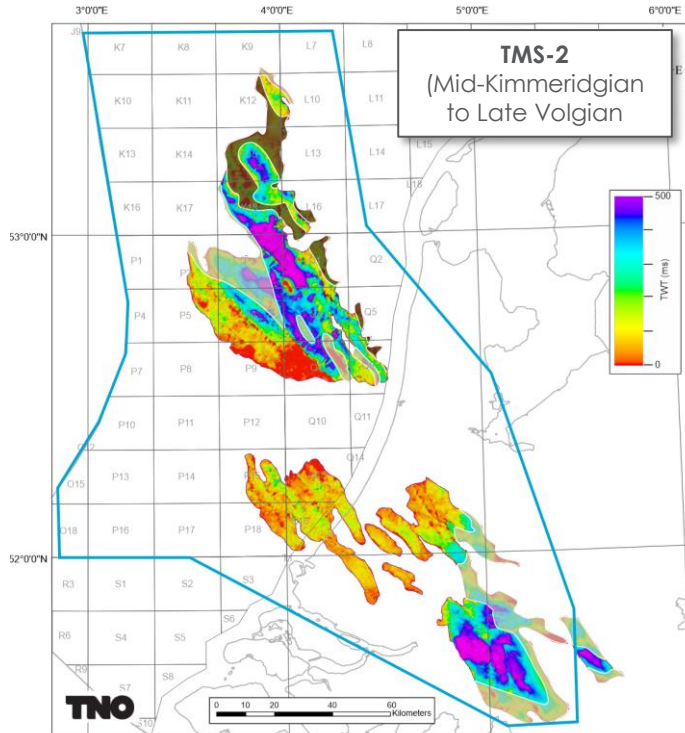 3°0'0"E 4°0'0"E 5°0'0"E 6°0'0"E
TMS-2
(Mid-Kimmeridgian
to Late Volgian
J9
K7 K8 K9 L7 L8
K10 K11 K12 L10 L11
K13 K14 L13 L14 L15
L18
K16 K17 L16 L17
53°0'0"N
P1 Q2
P4 P5 Q5
P7 P8 P9
P10 P11 P12 Q10 Q11
Q14
O15 P13 P14
O18 P16 P17 P18
52°0'0"N
R3 S1 S2 S3
R6 S4 S5 S6
R9 S7 S8
S10
500
TWT (ms)
0
TNO
0 10 20 40 60
Kilometers